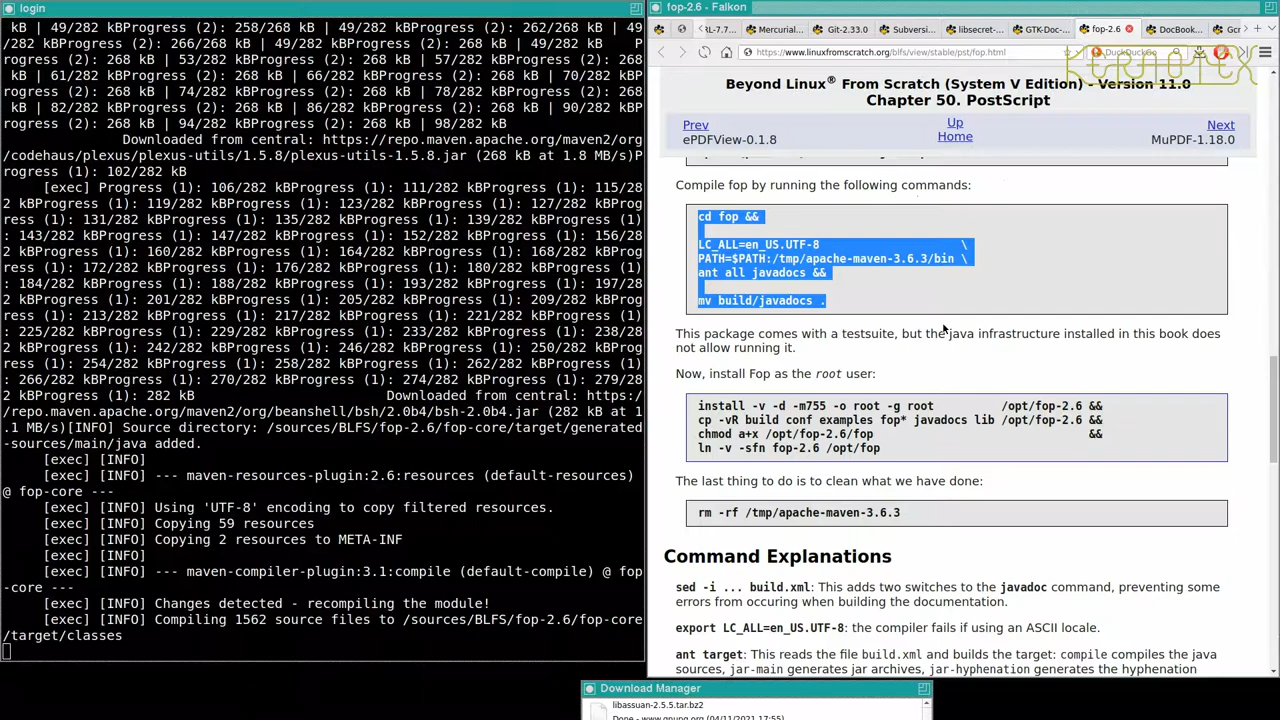 login
kB | 49/282 kBProgress (2): 258/268 kB | 49/282 kBProgress (2): 262/268 kB | 49
/282 kBProgress (2): 266/268 kB | 49/282 kBProgress (2): 268 kB | 49/282 kB
Progress (2): 268 kB | 53/282 kBProgress (2): 268 kB | 57/282 kBProgress (2): 268 kB
| 61/282 kBProgress (2): 268 kB | 66/282 kBProgress (2): 268 kB | 70/282 kB
Progress (2): 268 kB | 74/282 kBProgress (2): 268 kB | 78/282 kBProgress (2): 268 kB
| 82/282 kBProgress (2): 268 kB | 86/282 kBProgress (2): 268 kB | 90/282 kBP
rogress (2): 268 kB | 94/282 kBProgress (2): 268 kB | 98/282 kB
Downloaded from central: https://repo.maven.apache.org/maven2/org
/codehaus/plexus/plexus-utils/1.5.8/plexus-utils-1.5.8.jar (268 kB at 1.8 MB/s)P
rogress (1): 102/282 kB
[exec] Progress (1): 106/282 kBProgress (1): 111/282 kBProgress (1): 115/28
2 kBProgress (1): 119/282 kBProgress (1): 123/282 kBProgress (1): 127/282 kBProg
ress (1): 131/282 kBProgress (1): 135/282 kBProgress (1): 139/282 kBProgress (1)
: 143/282 kBProgress (1): 147/282 kBProgress (1): 152/282 kBProgress (1): 156/28
2 kBProgress (1): 160/282 kBProgress (1): 164/282 kBProgress (1): 168/282 kBProg
ress (1): 172/282 kBProgress (1): 176/282 kBProgress (1): 180/282 kBProgress (1)
: 184/282 kBProgress (1): 188/282 kBProgress (1): 193/282 kBProgress (1): 197/28
2 kBProgress (1): 201/282 kBProgress (1): 205/282 kBProgress (1): 209/282 kBProg
ress (1): 213/282 kBProgress (1): 217/282 kBProgress (1): 221/282 kBProgress (1)
: 225/282 kBProgress (1): 229/282 kBProgress (1): 233/282 kBProgress (1): 238/28
2 kBProgress (1): 242/282 kBProgress (1): 246/282 kBProgress (1): 250/282 kBProg
ress (1): 254/282 kBProgress (1): 258/282 kBProgress (1): 262/282 kBProgress (1)
: 266/282 kBProgress (1): 270/282 kBProgress (1): 274/282 kBProgress (1): 279/28
2 kBProgress (1): 282 kB Downloaded from central: https:/
/repo.maven.apache.org/maven2/org/beanshell/bsh/2.0b4/bsh-2.0b4.jar (282 kB at 1
.1 MB/s)[INFO] Source directory: /sources/BLFS/fop-2.6/fop-core/target/generated
-sources/main/java added.
[exec] [INFO]
[exec] [INFO] --- maven-resources-plugin:2.6:resources (default-resources)
@ fop-core ---
[exec] [INFO] Using 'UTF-8' encoding to copy filtered resources.
[exec] [INFO] Copying 59 resources
[exec] [INFO] Copying 2 resources to META-INF
[exec] [INFO]
[exec] [INFO] --- maven-compiler-plugin:3.1:compile (default-compile) @ fop
-core ---
[exec] [INFO] Changes detected - recompiling the module!
[exec] [INFO] Compiling 1562 source files to /sources/BLFS/fop-2.6/fop-core
/target/classes
fop-2.6 - Falkon
RL-7.7... Mercurial... Git-2.33.0 Subversi... libsecret-... GTK-Doc-... fop-2.6 DocBook... Gcr
https://www.linuxfromscratch.org/blfs/view/stable/pst/fop.html DuckDuckGo
KERNOTEX
Beyond Linux® From Scratch (System V Edition) - Version 11.0
Chapter 50. PostScript
Prev Up Next
ePDFView-0.1.8 Home MuPDF-1.18.0
Compile fop by running the following commands:
cd fop &&
LC_ALL=en_US.UTF-8 \
PATH=$PATH:/tmp/apache-maven-3.6.3/bin \
ant all javadocs &&
mv build/javadocs .
This package comes with a testsuite, but the java infrastructure installed in this book does
not allow running it.
Now, install Fop as the root user:
install -v -d -m755 -o root -g root /opt/fop-2.6 &&
cp -vR build conf examples fop* javadocs lib /opt/fop-2.6 &&
chmod a+x /opt/fop-2.6/fop &&
ln -v -sfn fop-2.6 /opt/fop
The last thing to do is to clean what we have done:
rm -rf /tmp/apache-maven-3.6.3
Command Explanations
sed -i ... build.xml: This adds two switches to the javadoc command, preventing some
errors from occuring when building the documentation.
export LC_ALL=en_US.UTF-8: the compiler fails if using an ASCII locale.
ant target: This reads the file build.xml and builds the target: compile compiles the java
sources, jar-main generates jar archives, jar-hyphenation generates the hyphenation
Download Manager
libassuan-2.5.5.tar.bz2
Done - www.gnupg.org (04/11/2021 17:55)